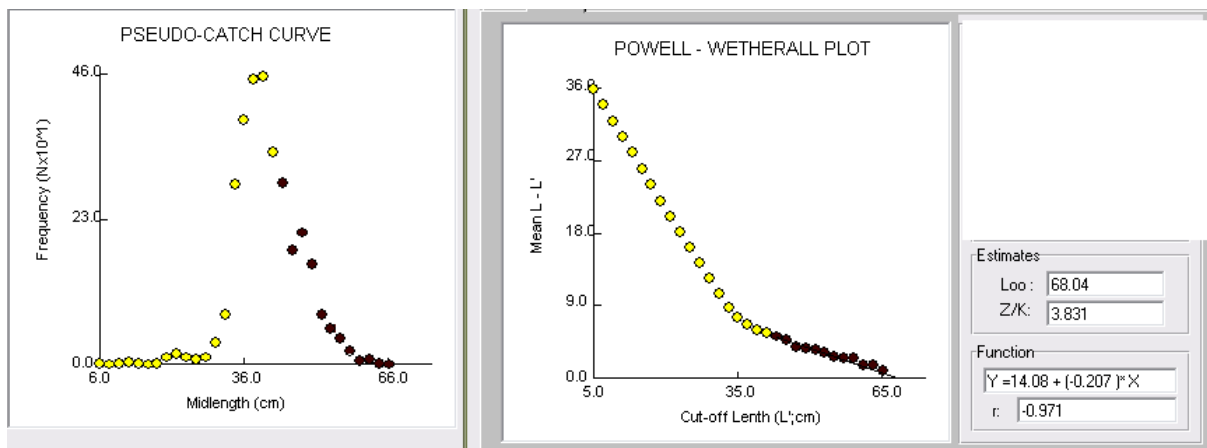 PSEUDO-CATCH CURVE
46.0
23.0
0.0
6.0 36.0 66.0
Frequency (Nx10^1)
Midlength (cm)
POWELL - WETHERALL PLOT
36.0
27.0
18.0
9.0
0.0
5.0 35.0 65.0
Mean L - L'
Cut-off Lenth (L';cm)
Estimates
Loo : 68.04
Z/K: 3.831
Function
Y =14.08 + (-0.207 )* X
r: -0.971